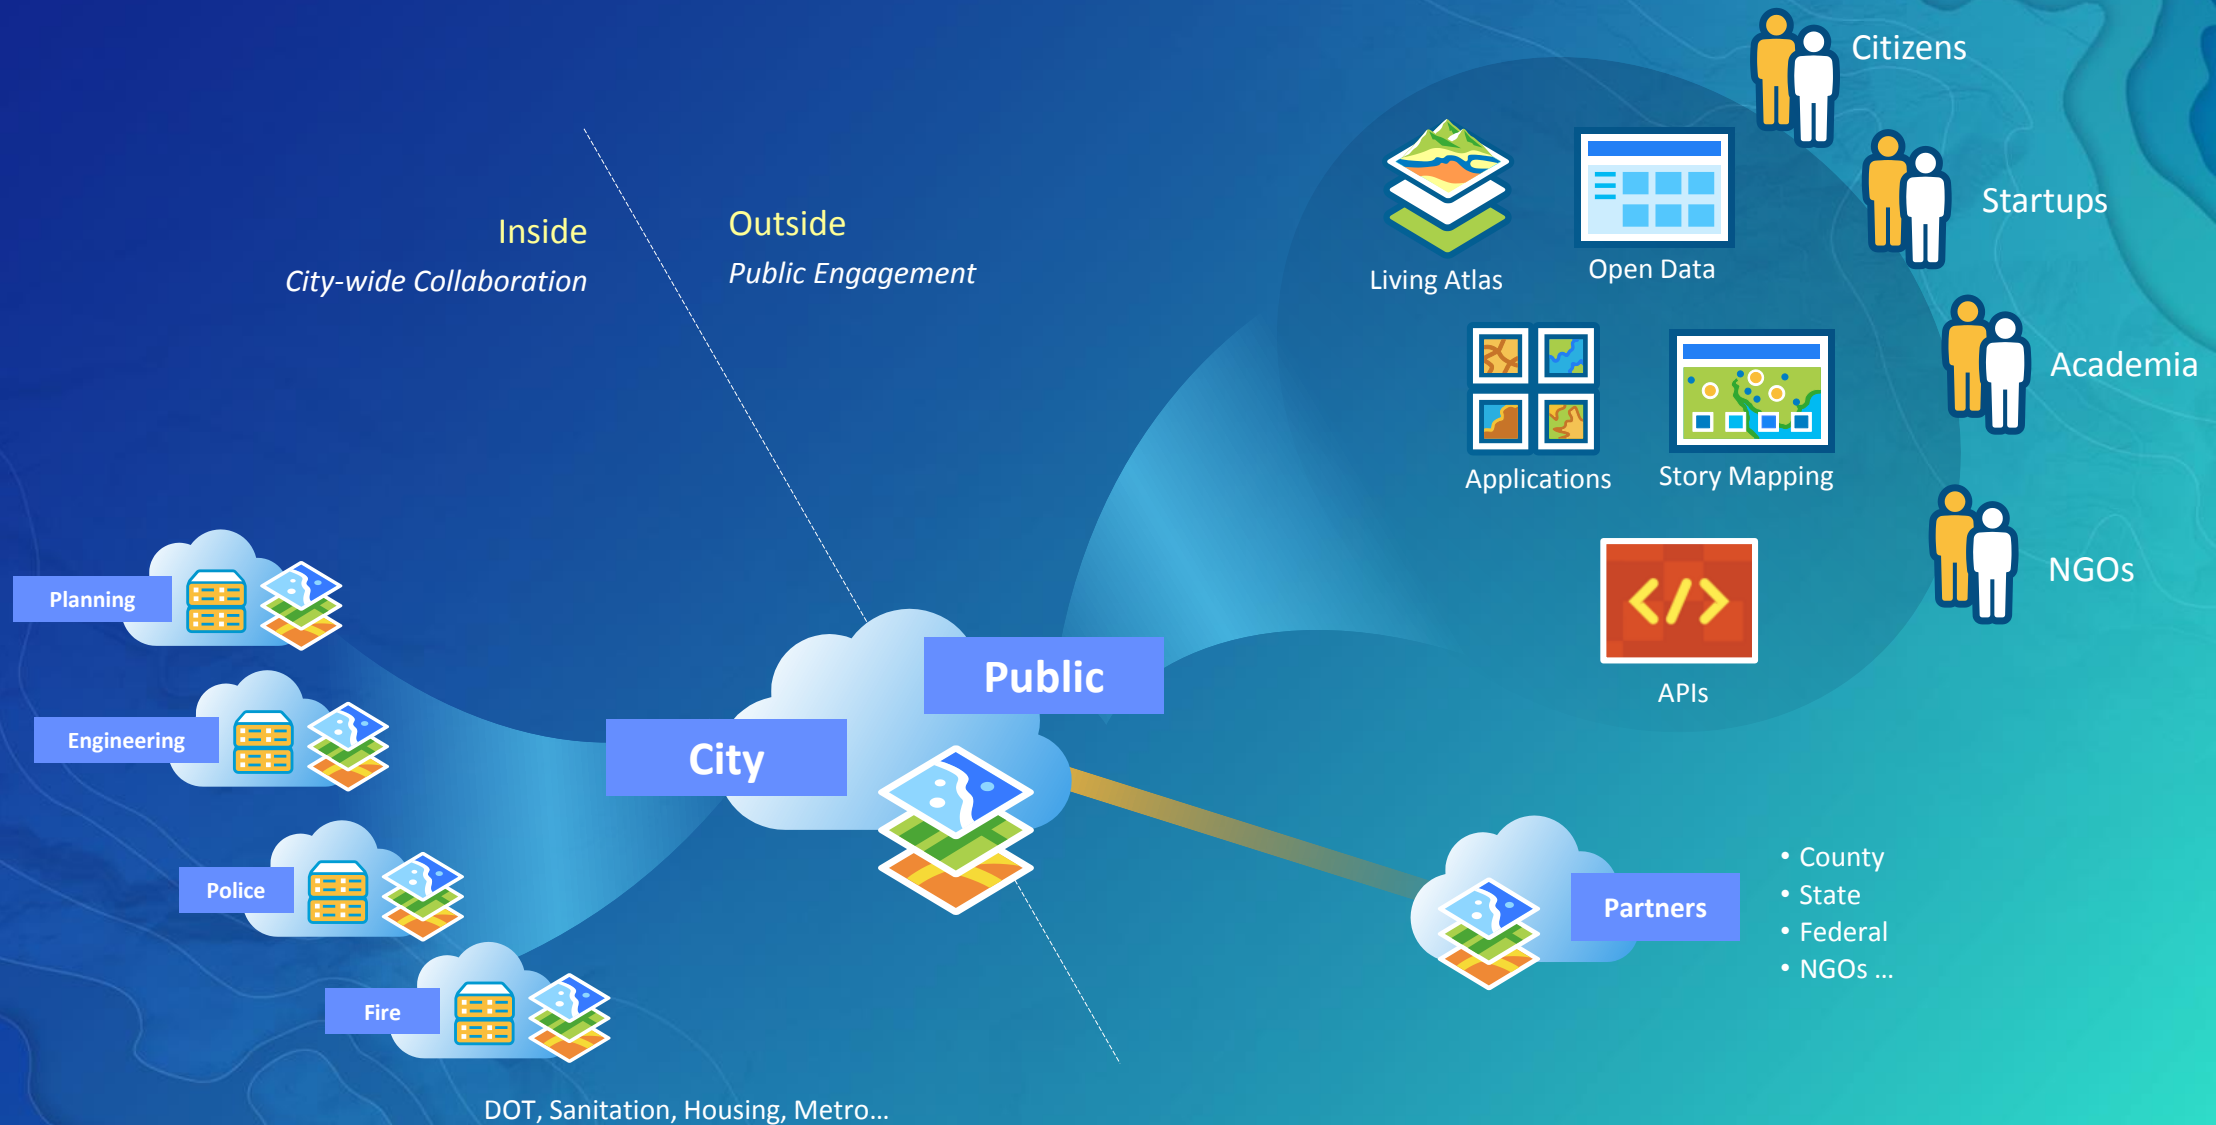 Inside
City-wide Collaboration
Outside
Public Engagement
Planning
Engineering
Police
Fire
DOT, Sanitation, Housing, Metro...
City
Public
Living Atlas
Open Data
Applications
Story Mapping
</>
APIs
Citizens
Startups
Academia
NGOs
Partners
• County
• State
• Federal
• NGOs ...